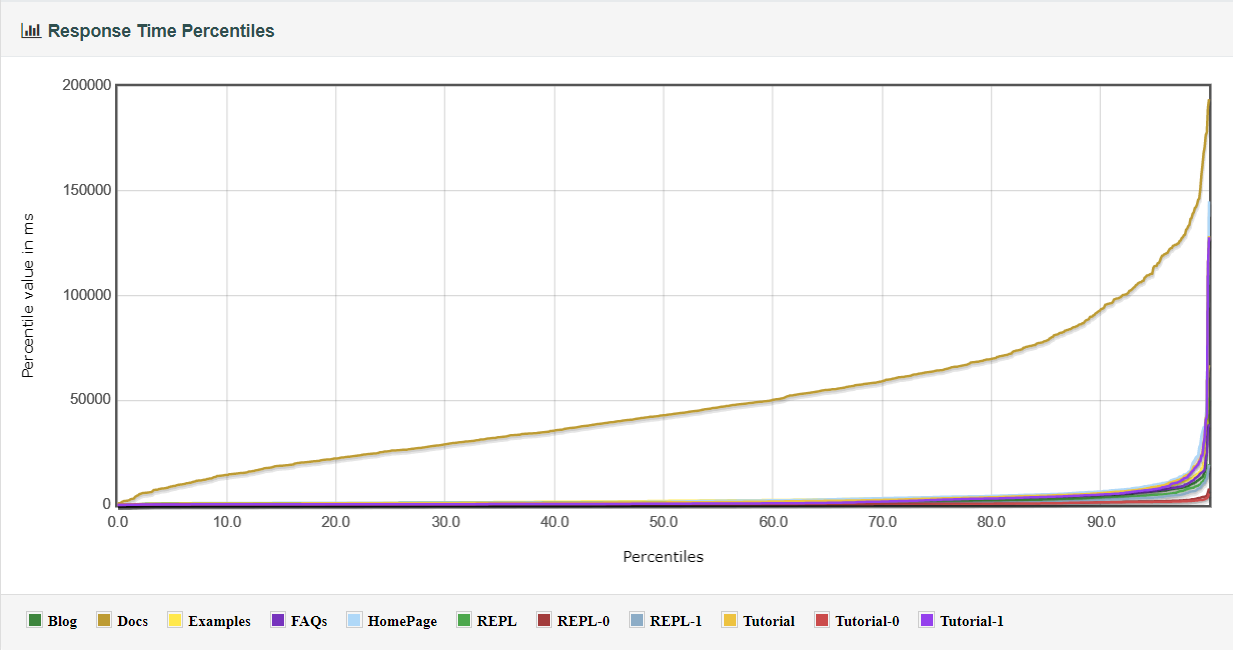 Response Time Percentiles
200000
150000
100000
50000
0
Percentile value in ms
0.0 10.0 20.0 30.0 40.0 50.0 60.0 70.0 80.0 90.0
Percentiles
Blog Docs Examples FAQs HomePage REPL REPL-0 REPL-1 Tutorial Tutorial-0 Tutorial-1